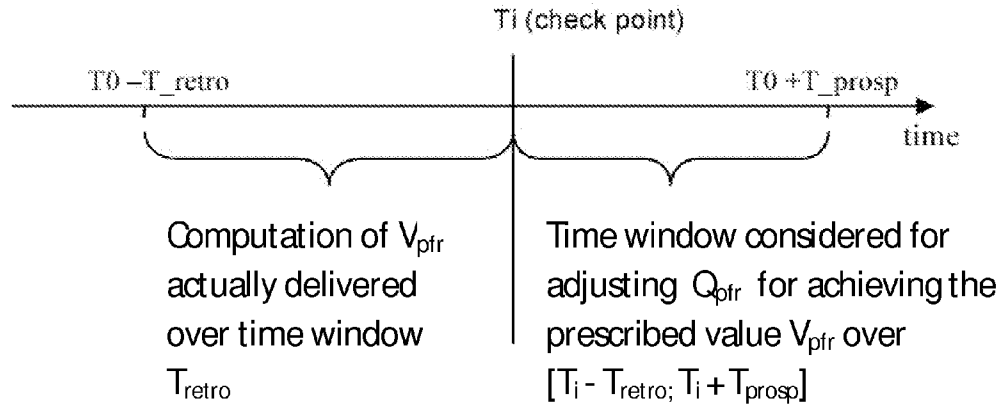 Ti (check point)
T0 –T_retro
T0 +T_prosp
time
Computation of Vpfr
actually delivered
over time window
Tretro
Time window considered for
adjusting Qpfr for achieving the
prescribed value Vpfr over
[Ti - Tretro; Ti + Tprosp]